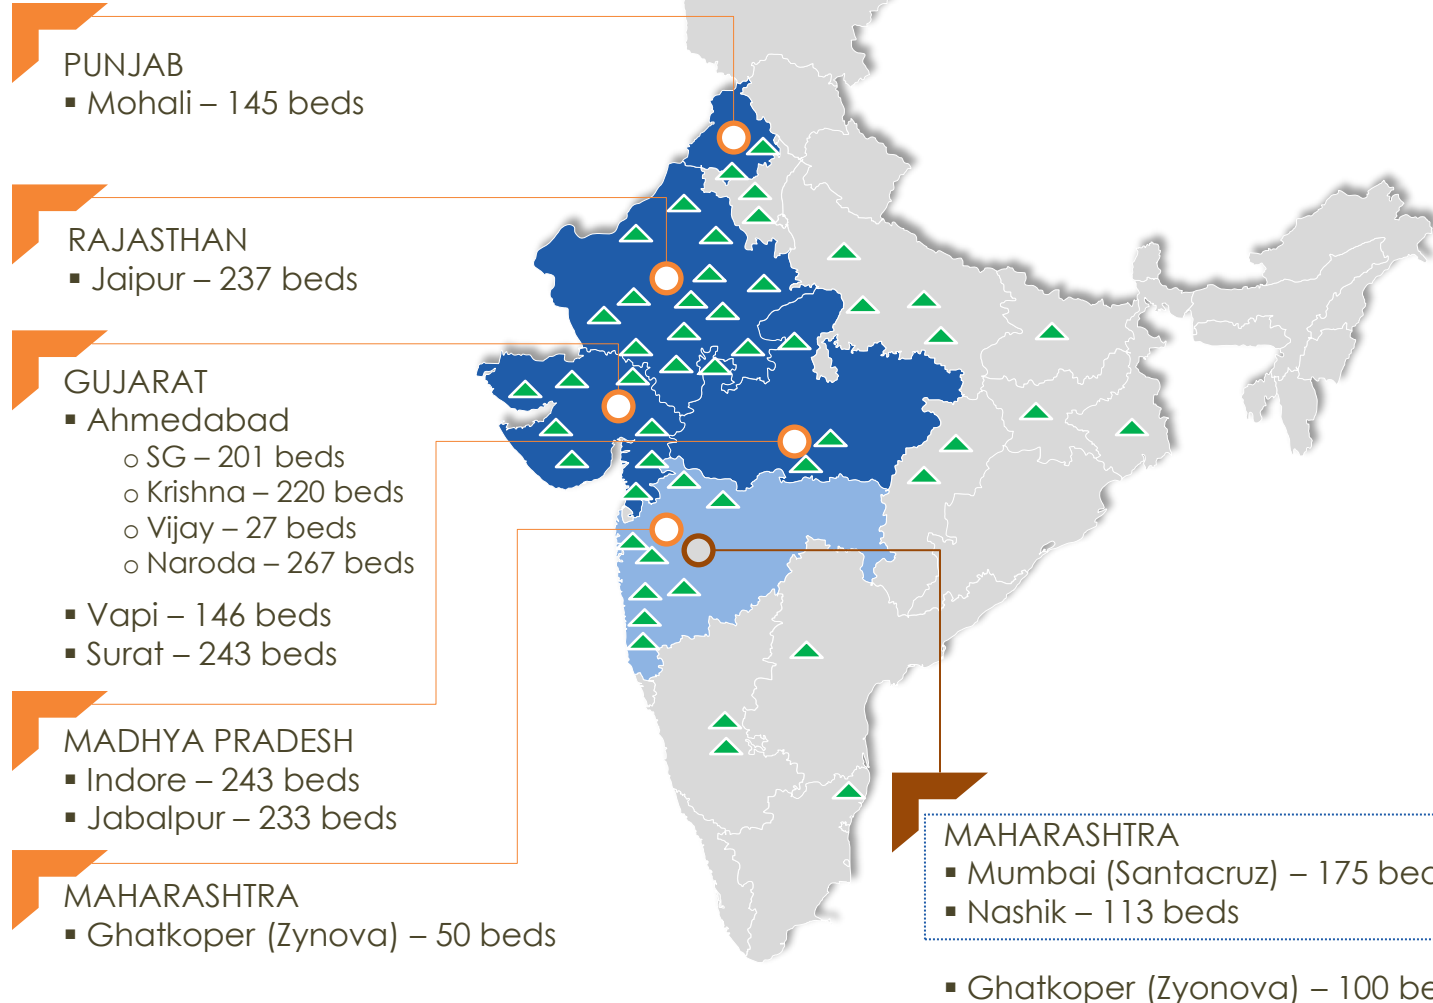 PUNJAB
▪ Mohali – 145 beds
RAJASTHAN
▪ Jaipur – 237 beds
GUJARAT
▪ Ahmedabad
o SG – 201 beds
o Krishna – 220 beds
o Vijay – 27 beds
o Naroda – 267 beds
▪ Vapi – 146 beds
▪ Surat – 243 beds
MADHYA PRADESH
▪ Indore – 243 beds
▪ Jabalpur – 233 beds
MAHARASHTRA
▪ Ghatkoper (Zynova) – 50 beds
MAHARASHTRA
▪ Mumbai (Santacruz) – 175
▪ Nashik – 113 beds
▪ Ghatkoper (Zyonova) – 100